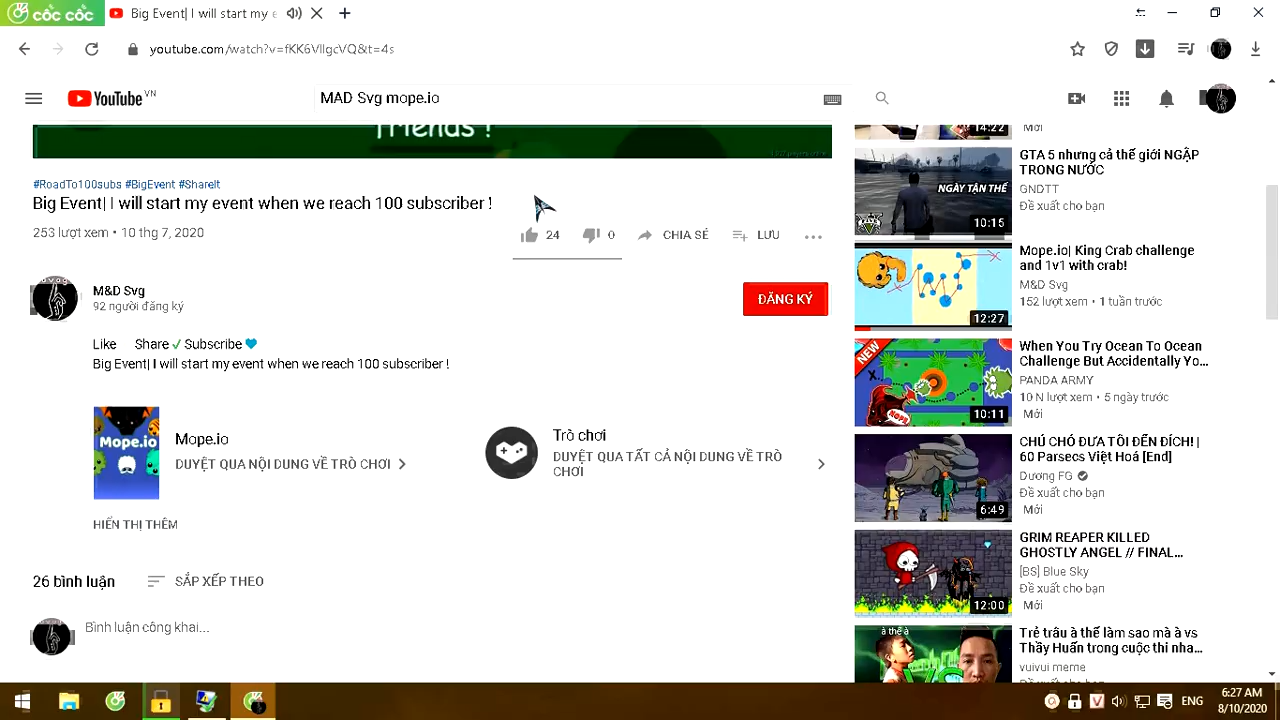 cốc cốc
Big Event| I will start my e
youtube.com/watch?v=fKK6VlIgcVQ&t=4s
YouTube VN
MAD Svg mope.io
friends !
#RoadTo100subs #BigEvent #ShareIt
Big Event| I will start my event when we reach 100 subscriber !
253 lượt xem • 10 thg 7, 2020
24
0
CHIA SẺ
LƯU
M&D Svg
92 người đăng ký
ĐĂNG KÝ
Like Share ✓ Subscribe
Big Event| I will start my event when we reach 100 subscriber !
Mope.io
Mope.io
DUYỆT QUA NỘI DUNG VỀ TRÒ CHƠI
Trò chơi
DUYỆT QUA TẤT CẢ NỘI DUNG VỀ TRÒ
CHƠI
HIỂN THỊ THÊM
26 bình luận
SẮP XẾP THEO
Bình luận công khai...
14:22
Mới
NGÀY TẬN THẾ
10:15
GTA 5 nhưng cả thế giới NGẬP
TRONG NƯỚC
GNDTT
Đề xuất cho bạn
12:27
Mope.io| King Crab challenge
and 1v1 with crab!
M&D Svg
152 lượt xem • 1 tuần trước
NEW
NOPE
10:11
When You Try Ocean To Ocean
Challenge But Accidentally Yo...
PANDA ARMY
10 N lượt xem • 5 ngày trước
Mới
6:49
CHÚ CHÓ ĐƯA TÔI ĐẾN ĐÍCH! |
60 Parsecs Việt Hoá [End]
Dương FG
Đề xuất cho bạn
Mới
12:00
GRIM REAPER KILLED
GHOSTLY ANGEL // FINAL...
[BS] Blue Sky
Đề xuất cho bạn
Mới
à thế à
VS
Trẻ trâu à thế làm sao mà à vs
Thầy Huấn trong cuộc thi nha...
vuivui meme
Đề xuất cho bạn
ENG
6:27 AM
8/10/2020